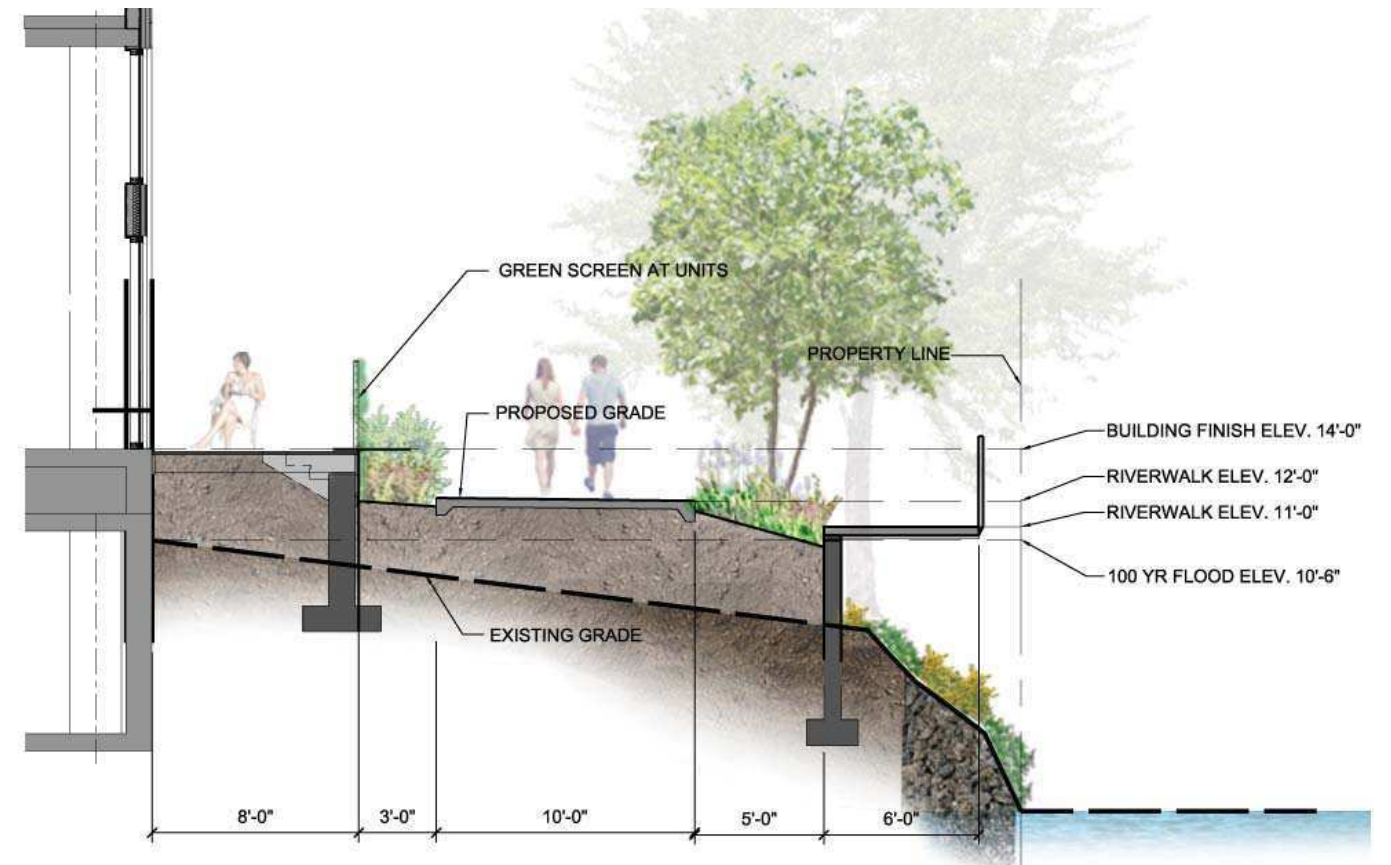 GREEN SCREEN AT UNITS
PROPERTY LINE
PROPOSED GRADE
BUILDING FINISH ELEV. 14'-0"
RIVERWALK ELEV. 12'-0"
RIVERWALK ELEV. 11'-0"
100 YR FLOOD ELEV. 10'-6"
EXISTING GRADE
8'-0"
3'-0"
10'-0"
5'-0"
6'-0"